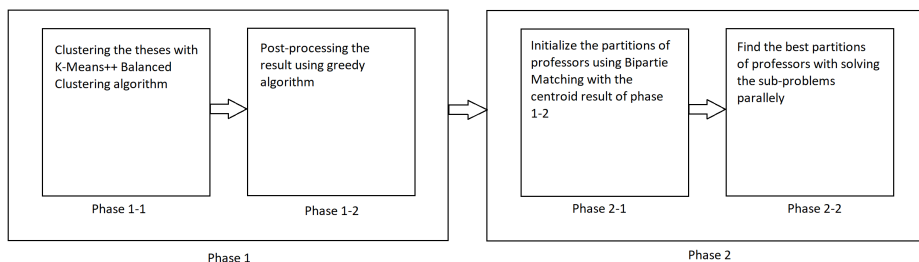 Clustering the theses with
K-Means++ Balanced
Clustering algorithm
Post-processing the
result using greedy
algorithm
Initialize the partitions of
professors using Bipartie
Matching with the
centroid result of phase
1-2
Find the best partitions
of professors with solving
the sub-problems
parallely
Phase 1-1
Phase 1-2
Phase 2-1
Phase 2-2
Phase 1
Phase 2